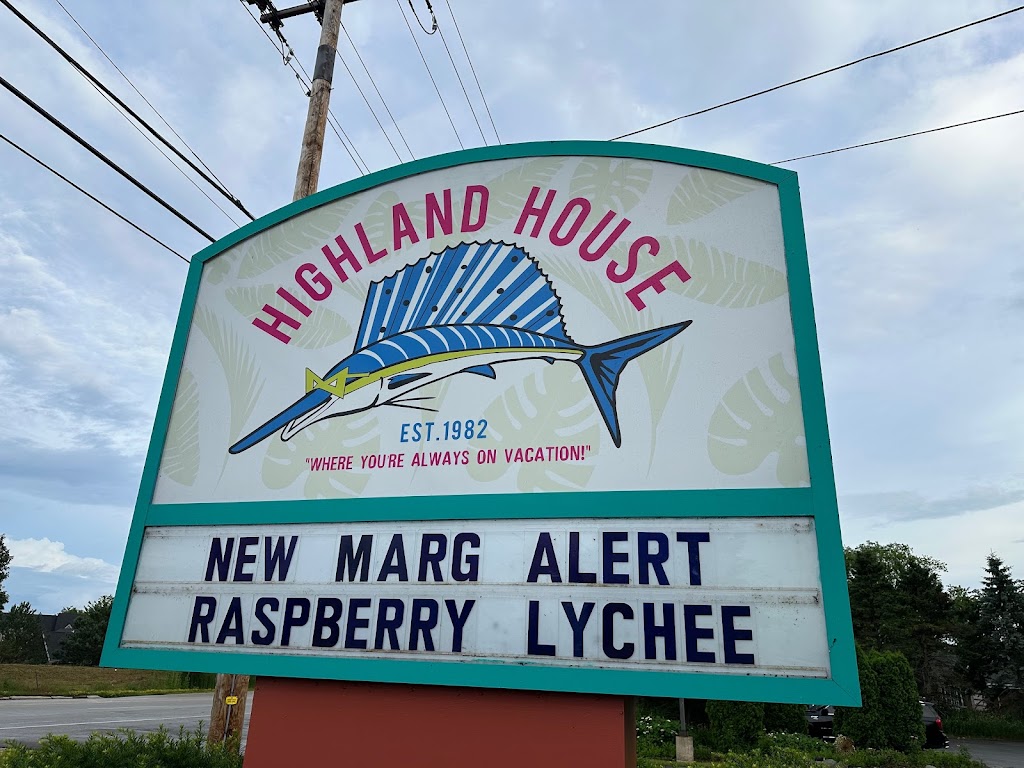 HIGHLAND HOUSE
EST.1982
"WHERE YOU'RE ALWAYS ON VACATION!"
NEW MARG ALERT
RASPBERRY LYCHEE